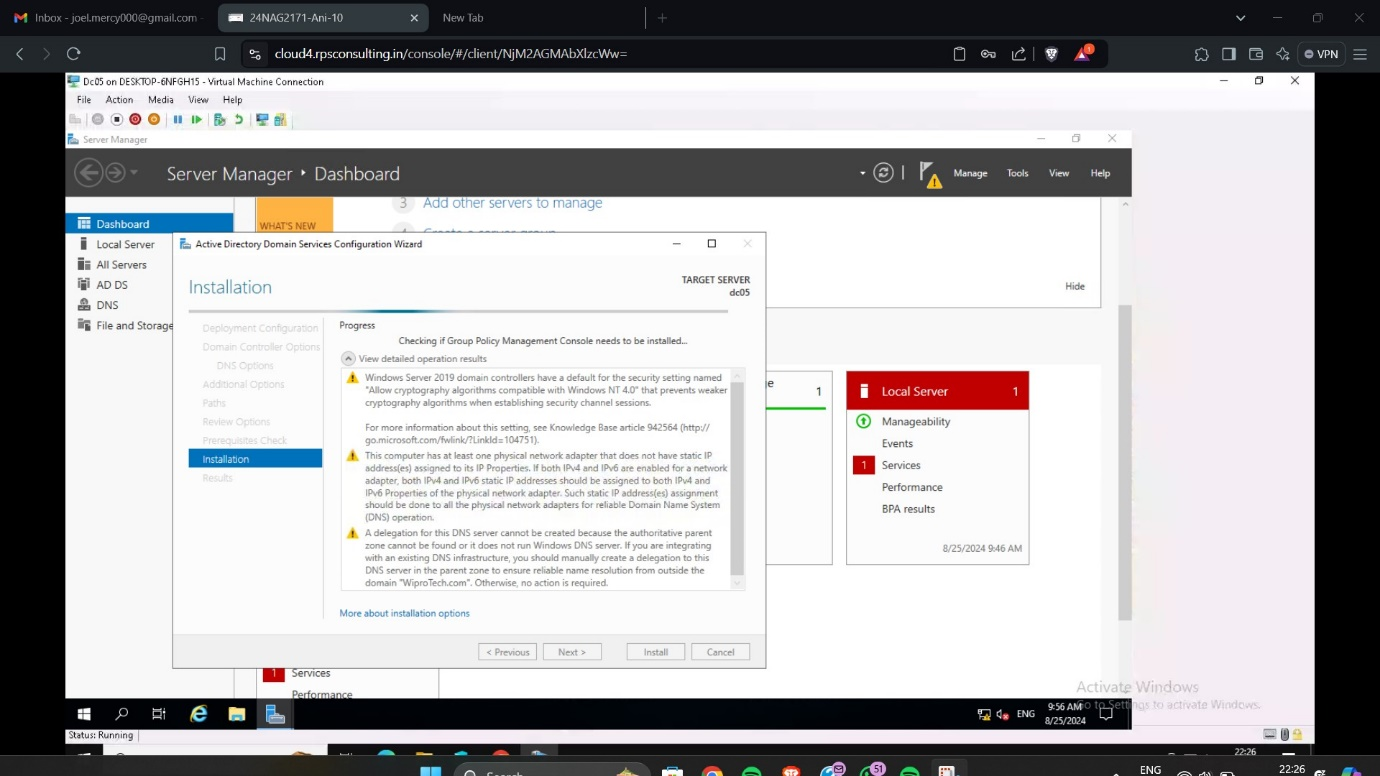 Inbox - joel.mercy000@gmail.com
24NAG2171-Ani-10
New Tab
cloud4.rpsconsulting.in/console/#/client/NjM2AGMAbXlzcWw=
1
VPN
Dc05 on DESKTOP-6NFGH15 - Virtual Machine Connection
File Action Media View Help
Server Manager
Server Manager
Dashboard
Manage Tools View Help
Dashboard
Local Server
All Servers
AD DS
DNS
File and Storage
WHAT'S NEW
3 Add other servers to manage
4 Create a server group
Hide
Active Directory Domain Services Configuration Wizard
Installation
TARGET SERVER
dc05
Deployment Configuration
Domain Controller Options
DNS Options
Additional Options
Paths
Review Options
Prerequisites Check
Installation
Results
Progress
Checking if Group Policy Management Console needs to be installed...
View detailed operation results
Windows Server 2019 domain controllers have a default for the security setting named
"Allow cryptography algorithms compatible with Windows NT 4.0" that prevents weaker
cryptography algorithms when establishing security channel sessions.
For more information about this setting, see Knowledge Base article 942564 (http://
go.microsoft.com/fwlink/?LinkId=104751).
This computer has at least one physical network adapter that does not have static IP
address(es) assigned to its IP Properties. If both IPv4 and IPv6 are enabled for a network
adapter, both IPv4 and IPv6 static IP addresses should be assigned to both IPv4 and
IPv6 Properties of the physical network adapter. Such static IP address(es) assignment
should be done to all the physical network adapters for reliable Domain Name System
(DNS) operation.
A delegation for this DNS server cannot be created because the authoritative parent
zone cannot be found or it does not run Windows DNS server. If you are integrating
with an existing DNS infrastructure, you should manually create a delegation to this
DNS server in the parent zone to ensure reliable name resolution from outside the
domain "WiproTech.com". Otherwise, no action is required.
More about installation options
< Previous
Next >
Install
Cancel
e 1
Local Server 1
Manageability
Events
1 Services
Performance
BPA results
8/25/2024 9:46 AM
1 Services
Performance
Activate Windows
Go to Settings to activate Windows.
ENG
9:56 AM
8/25/2024
Status: Running
22:26
Search
51
ENG
22:26